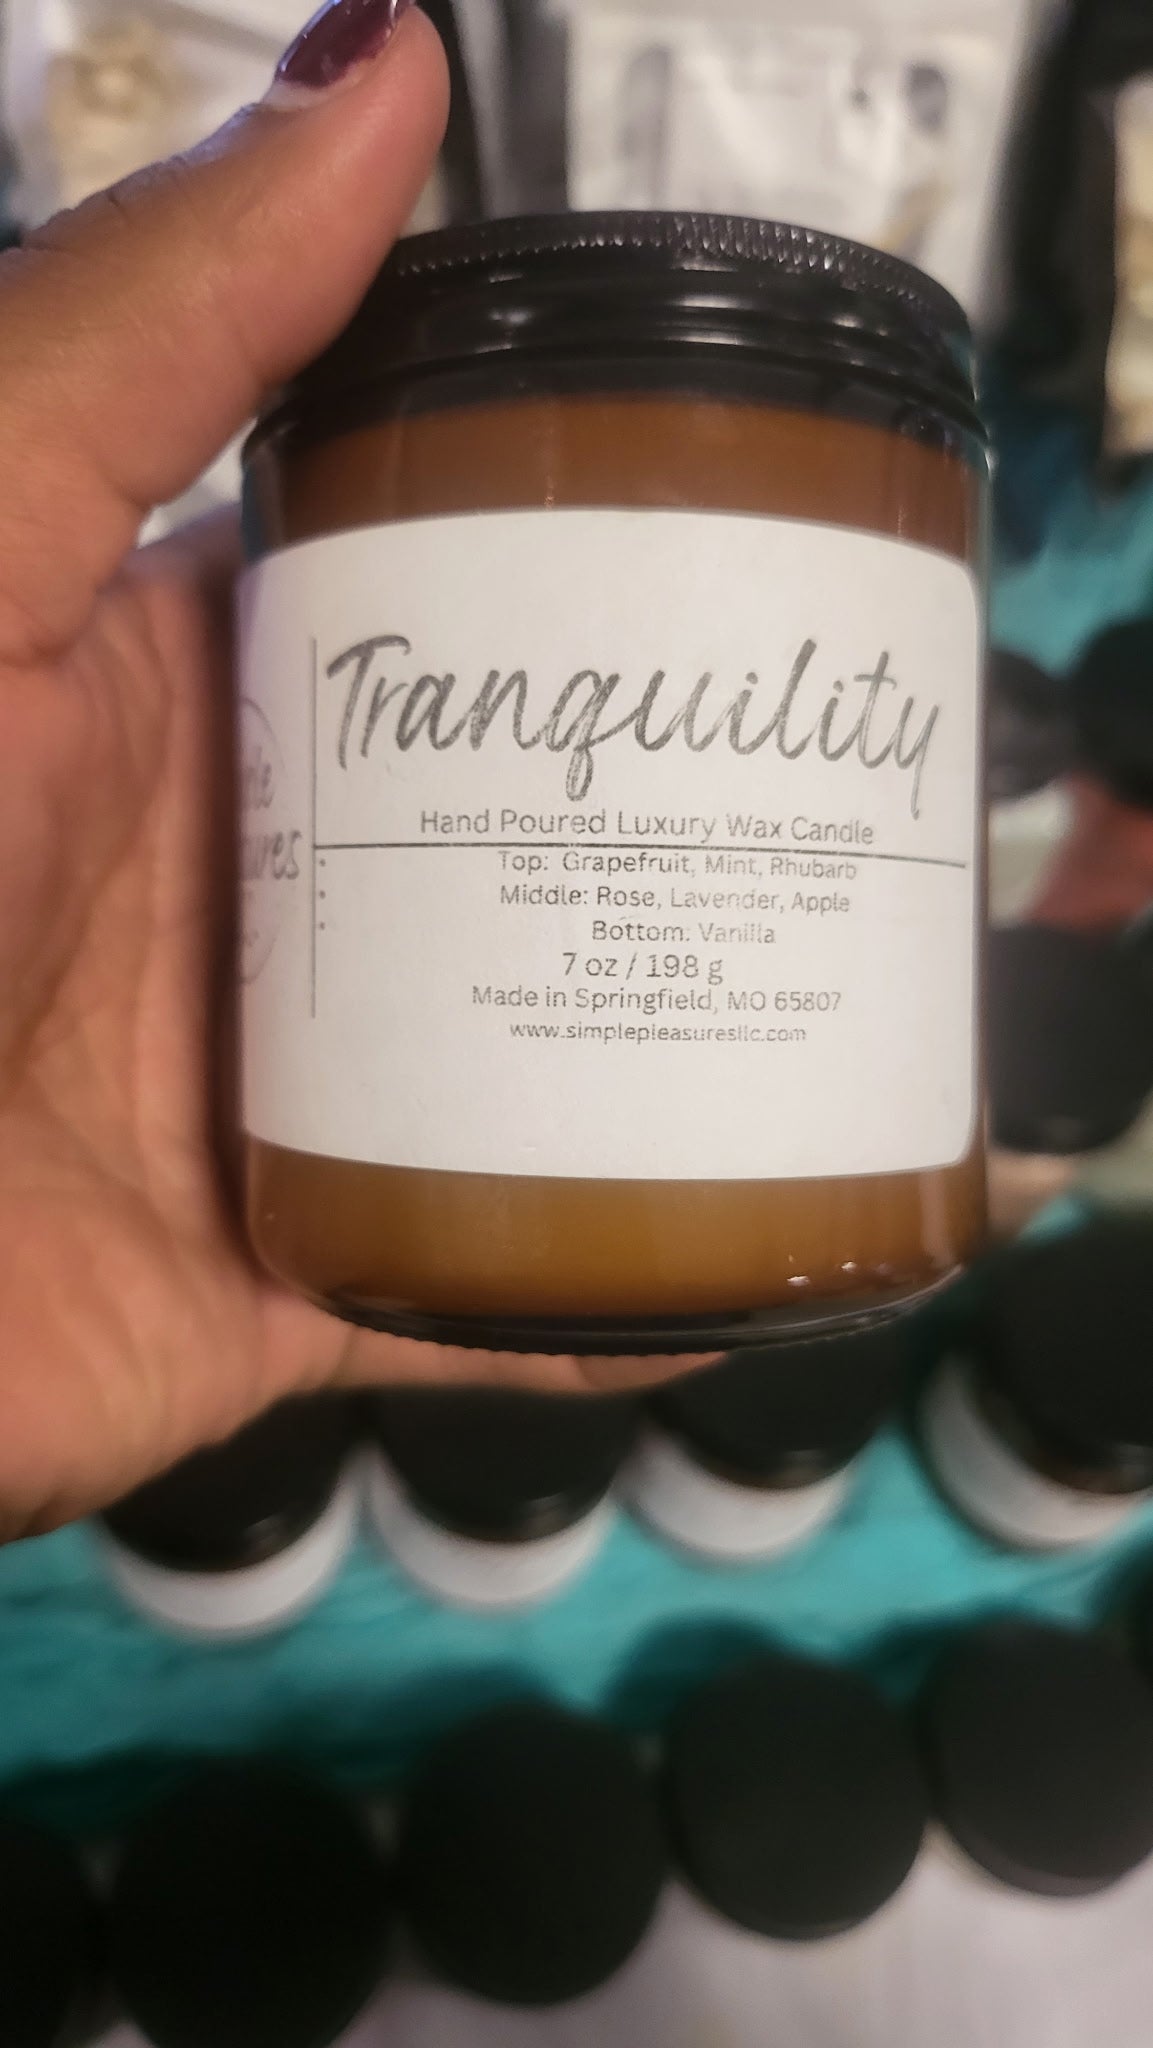 Tranquility
Hand Poured Luxury Wax Candle
Top: Grapefruit, Mint, Rhubarb
Middle: Rose, Lavender, Apple
Bottom: Vanilla
7 oz / 198 g
Made in Springfield, MO 65807
www.simplepleasuresllc.com